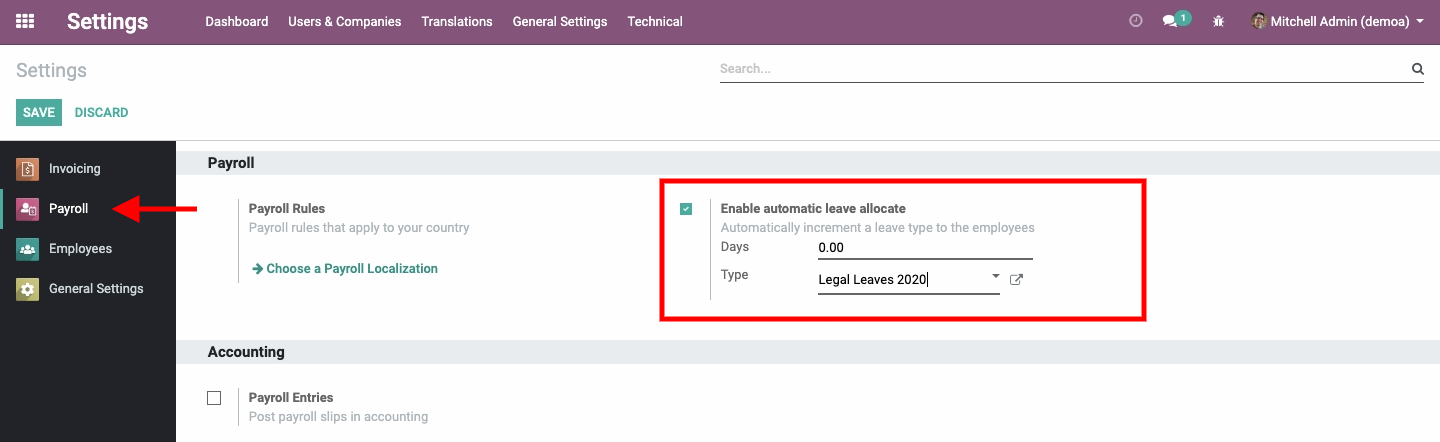 Settings Dashboard Users & Companies Translations General Settings Technical 1 Mitchell Admin (demoa)
Settings Search...
SAVE DISCARD
Invoicing
Payroll
Employees
General Settings
Payroll
Payroll Rules
Payroll rules that apply to your country
Choose a Payroll Localization
Enable automatic leave allocate
Automatically increment a leave type to the employees
Days 0.00
Type Legal Leaves 2020
Accounting
Payroll Entries
Post payroll slips in accounting